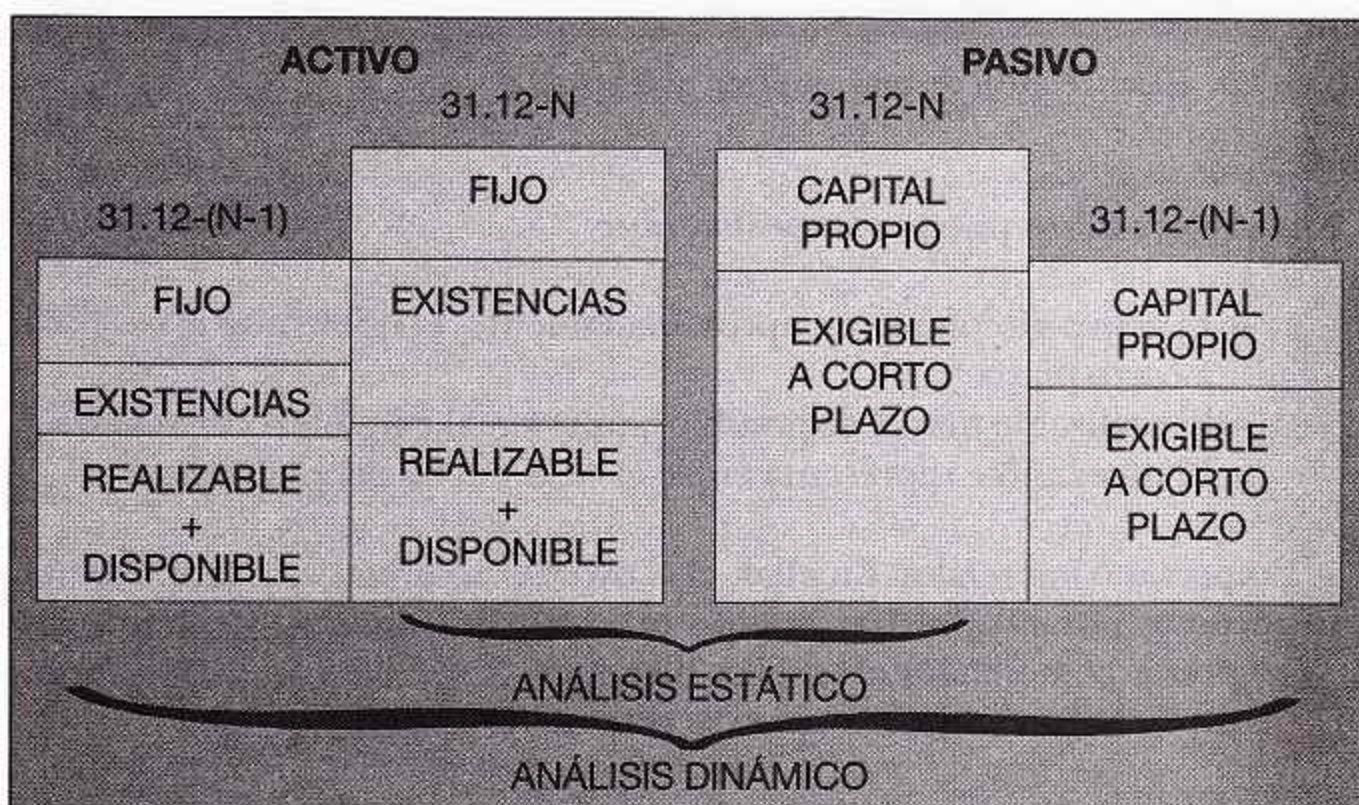 ACTIVO
PASIVO
31.12-N
31.12-N
31.12-(N-1)
31.12-(N-1)
FIJO
EXISTENCIAS
REALIZABLE
+
DISPONIBLE
FIJO
EXISTENCIAS
REALIZABLE
+
DISPONIBLE
CAPITAL
PROPIO
EXIGIBLE
A CORTO
PLAZO
CAPITAL
PROPIO
EXIGIBLE
A CORTO
PLAZO
ANÁLISIS ESTÁTICO
ANÁLISIS DINÁMICO